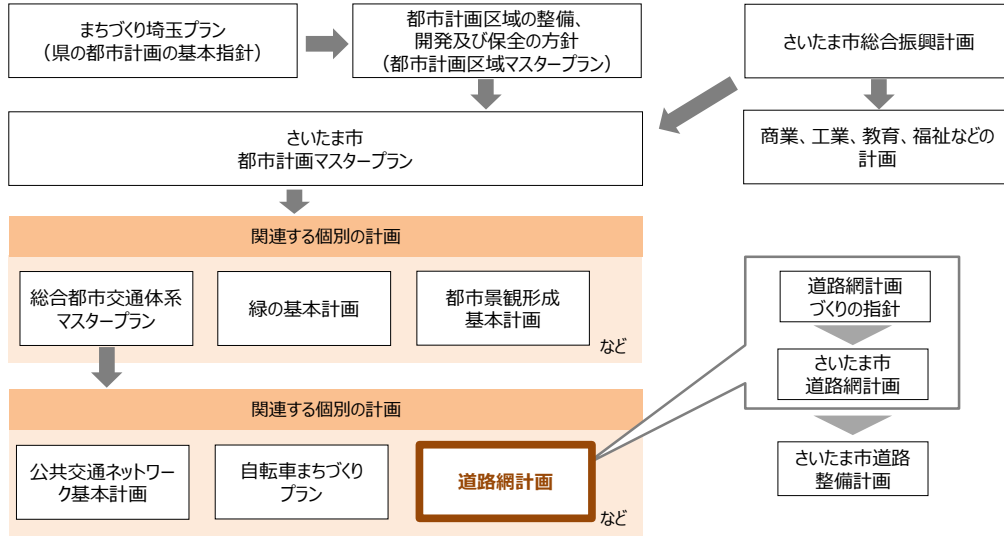 まちづくり埼玉プラン
（県の都市計画の基本指針）
都市計画区域の整備、
開発及び保全の方針
（都市計画区域マスタープラン）
さいたま市総合振興計画
さいたま市
都市計画マスタープラン
商業、工業、教育、福祉などの
計画
関連する個別の計画
総合都市交通体系
マスタープラン
緑の基本計画
都市景観形成
基本計画
など
道路網計画
づくりの指針
さいたま市
道路網計画
関連する個別の計画
公共交通ネットワー
ク基本計画
自転車まちづくり
プラン
道路網計画
など
さいたま市道路
整備計画